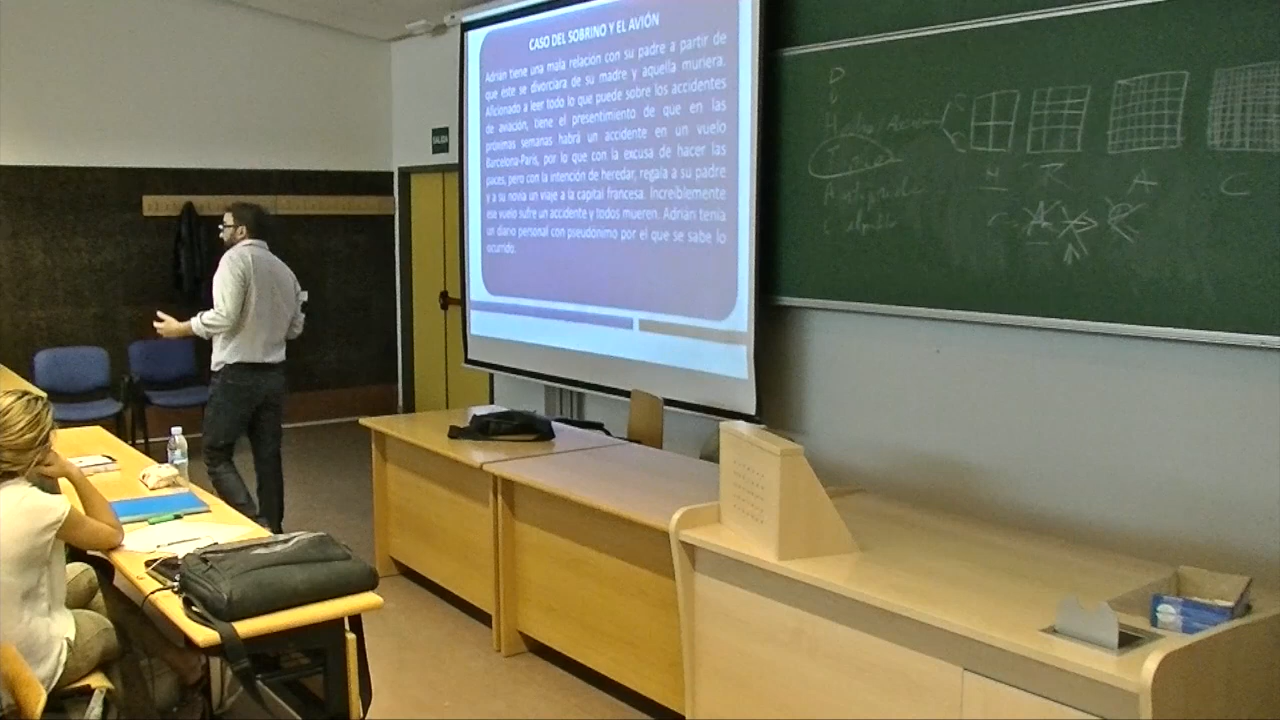 CASO DEL SOBRINO Y EL AVIÓN
Adrián tiene una mala relación con su padre a partir de
que éste se divorciara de su madre y aquella muriera.
Aficionado a leer todo lo que puede sobre los accidentes
de aviación, tiene el presentimiento de que en las
próximas semanas habrá un accidente en un vuelo
Barcelona-París, por lo que con la excusa de hacer las
paces, pero con la intención de heredar, regala a su padre
y a su novia un viaje a la capital francesa. Increíblemente
ese vuelo sufre un accidente y todos mueren. Adrián tenía
un diario personal con pseudónimo por el que se sabe lo
ocurrido.
SALIDA
D
A C